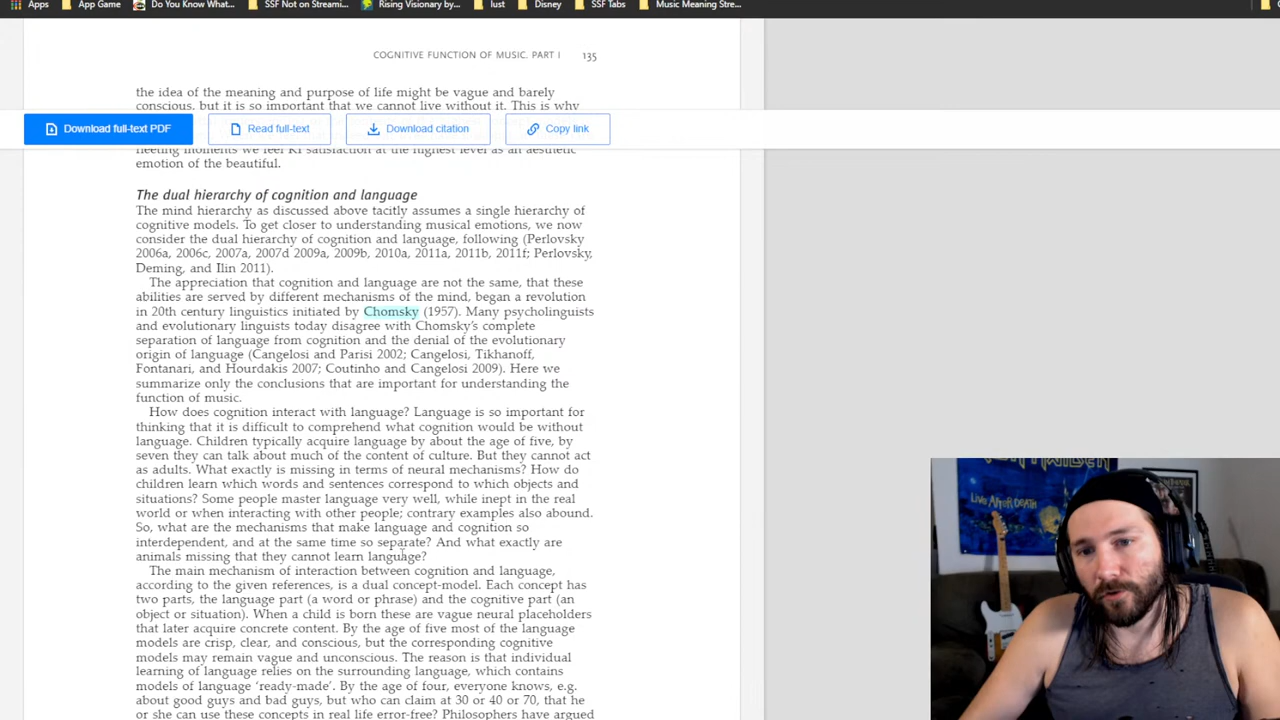 Apps
App Game
Do You Know What...
SSF Not on Streami...
Rising Visionary by...
lust
Disney
SSF Tabs
Music Meaning Stre...
COGNITIVE FUNCTION OF MUSIC. PART I 135
the idea of the meaning and purpose of life might be vague and barely
conscious, but it is so important that we cannot live without it. This is why
Download full-text PDF
Read full-text
Download citation
Copy link
fleeting moments we feel KI satisfaction at the highest level as an aesthetic
emotion of the beautiful.
The dual hierarchy of cognition and language
The mind hierarchy as discussed above tacitly assumes a single hierarchy of
cognitive models. To get closer to understanding musical emotions, we now
consider the dual hierarchy of cognition and language, following (Perlovsky
2006a, 2006c, 2007a, 2007d 2009a, 2009b, 2010a, 2011a, 2011b, 2011f; Perlovsky,
Deming, and Ilin 2011).
The appreciation that cognition and language are not the same, that these
abilities are served by different mechanisms of the mind, began a revolution
in 20th century linguistics initiated by Chomsky (1957). Many psycholinguists
and evolutionary linguists today disagree with Chomsky's complete
separation of language from cognition and the denial of the evolutionary
origin of language (Cangelosi and Parisi 2002; Cangelosi, Tikhanoff,
Fontanari, and Hourdakis 2007; Coutinho and Cangelosi 2009). Here we
summarize only the conclusions that are important for understanding the
function of music.
How does cognition interact with language? Language is so important for
thinking that it is difficult to comprehend what cognition would be without
language. Children typically acquire language by about the age of five, by
seven they can talk about much of the content of culture. But they cannot act
as adults. What exactly is missing in terms of neural mechanisms? How do
children learn which words and sentences correspond to which objects and
situations? Some people master language very well, while inept in the real
world or when interacting with other people; contrary examples also abound.
So, what are the mechanisms that make language and cognition so
interdependent, and at the same time so separate? And what exactly are
animals missing that they cannot learn language?
The main mechanism of interaction between cognition and language,
according to the given references, is a dual concept-model. Each concept has
two parts, the language part (a word or phrase) and the cognitive part (an
object or situation). When a child is born these are vague neural placeholders
that later acquire concrete content. By the age of five most of the language
models are crisp, clear, and conscious, but the corresponding cognitive
models may remain vague and unconscious. The reason is that individual
learning of language relies on the surrounding language, which contains
models of language 'ready-made'. By the age of four, everyone knows, e.g.
about good guys and bad guys, but who can claim at 30 or 40 or 70, that he
or she can use these concepts in real life error-free? Philosophers have argued
LIVE AFTER DEATH